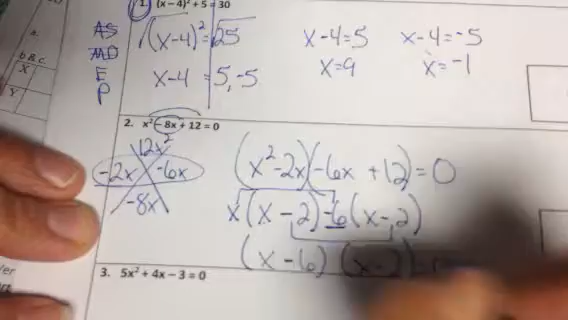 1. (x − 4)² + 5 = 30
AS
MD
E
P
√(x-4)² = √25
x-4 = 5, -5
x-4=5
x=9
x-4=-5
x=-1
b & c.
X
Y
2. x² − 8x + 12 = 0
12x²
-2x -6x
-8x
(x²-2x)(-6x +12)=0
x(x-2)-6(x-2)
(x-6)(x-2)
3. 5x² + 4x − 3 = 0